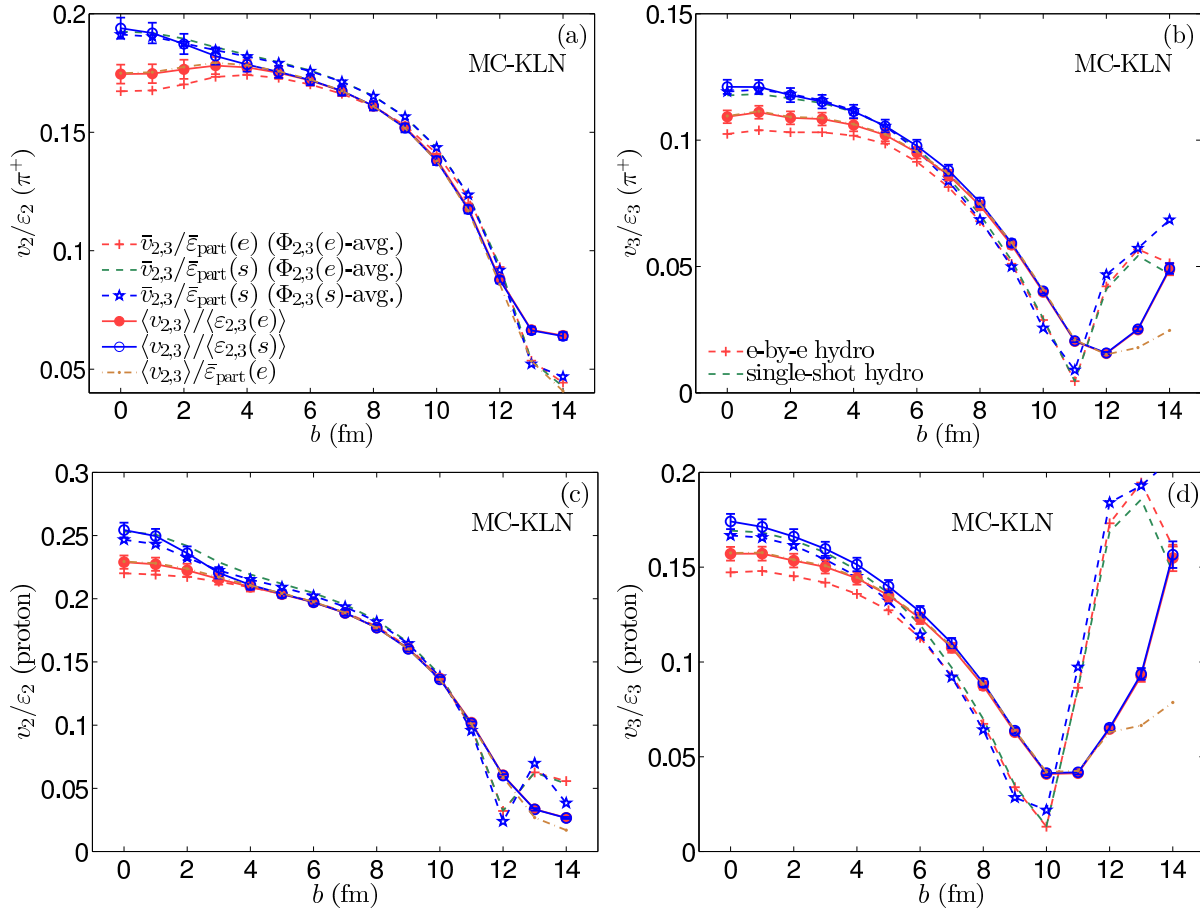 (a)
MC-KLN
0.2
0.15
0.1
0.05
v₂/ε₂ (π⁺)
v̄₂,₃/ε̄part(e) (Φ₂,₃(e)-avg.)
v̄₂,₃/ε̄part(s) (Φ₂,₃(e)-avg.)
v̄₂,₃/ε̄part(s) (Φ₂,₃(s)-avg.)
⟨v₂,₃⟩/⟨ε₂,₃(e)⟩
⟨v₂,₃⟩/⟨ε₂,₃(s)⟩
⟨v₂,₃⟩/ε̄part(e)
0 2 4 6 8 10 12 14
b (fm)
(b)
MC-KLN
0.15
0.1
0.05
0
v₃/ε₃ (π⁺)
e-by-e hydro
single-shot hydro
0 2 4 6 8 10 12 14
b (fm)
(c)
MC-KLN
0.3
0.25
0.2
0.15
0.1
0.05
0
v₂/ε₂ (proton)
0 2 4 6 8 10 12 14
b (fm)
(d)
MC-KLN
0.2
0.15
0.1
0.05
0
v₃/ε₃ (proton)
0 2 4 6 8 10 12 14
b (fm)